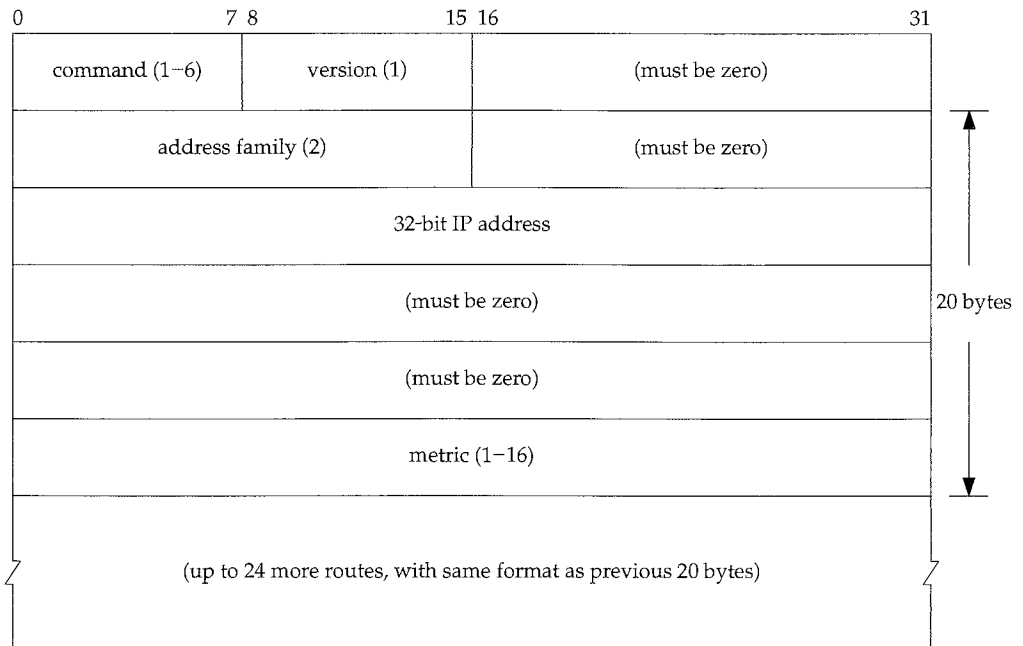 0 7 8 15 16 31
command (1–6) version (1) (must be zero)
address family (2) (must be zero)
32-bit IP address
(must be zero)
20 bytes
(must be zero)
metric (1–16)
(up to 24 more routes, with same format as previous 20 bytes)